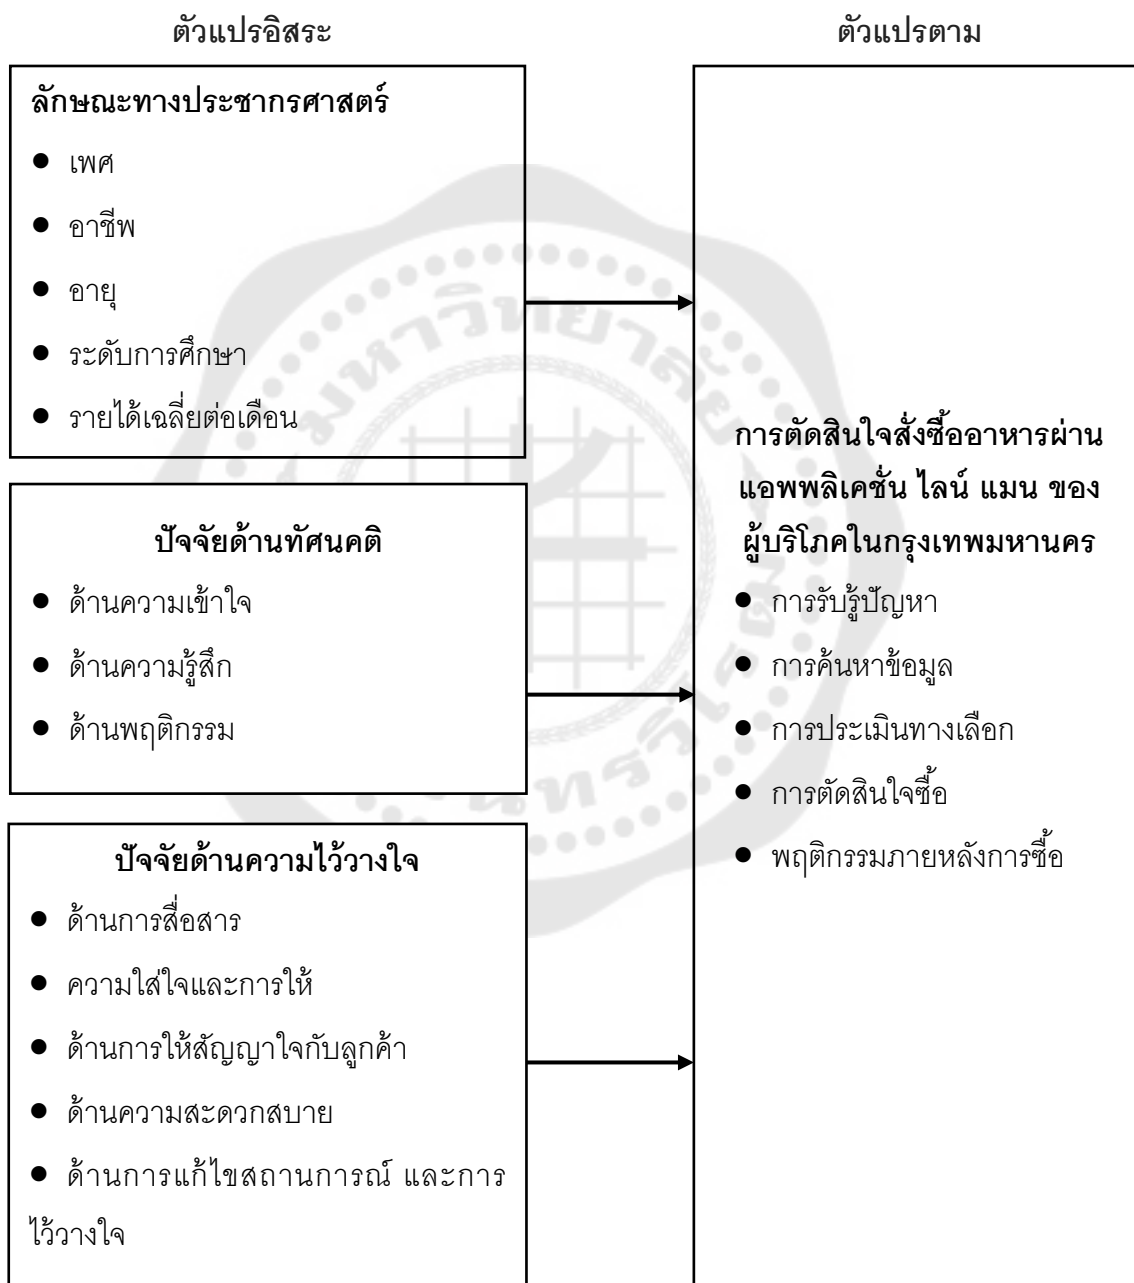 ตัวแปรอิสระ
ตัวแปรตาม
ลักษณะทางประชากรศาสตร์
● เพศ
● อาชีพ
● อายุ
● ระดับการศึกษา
● รายได้เฉลี่ยต่อเดือน
ปัจจัยด้านทัศนคติ
● ด้านความเข้าใจ
● ด้านความรู้สึก
● ด้านพฤติกรรม
ปัจจัยด้านความไว้วางใจ
● ด้านการสื่อสาร
● ความใส่ใจและการให้
● ด้านการให้สัญญาใจกับลูกค้า
● ด้านความสะดวกสบาย
● ด้านการแก้ไขสถานการณ์ และการ
ไว้วางใจ
การตัดสินใจสั่งซื้ออาหารผ่าน
แอพพลิเคชั่น ไลน์ แมน ของ
ผู้บริโภคในกรุงเทพมหานคร
● การรับรู้ปัญหา
● การค้นหาข้อมูล
● การประเมินทางเลือก
● การตัดสินใจซื้อ
● พฤติกรรมภายหลังการซื้อ
มหาวิทยาลัย